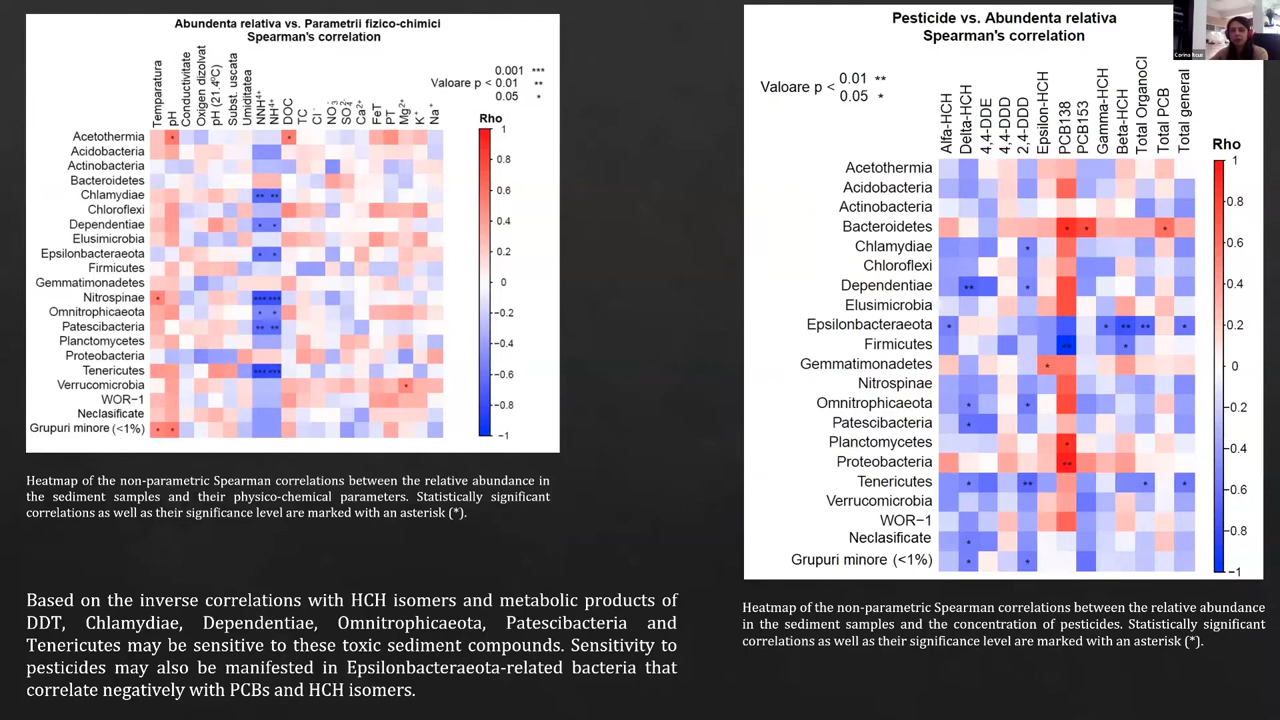 Abundenta relativa vs. Parametrii fizico-chimici
Spearman's correlation
Valoare p <
0.001 ***
0.01 **
0.05 *
Temparatura
pH
Conductivitate
Oxigen dizolvat
pH (21.4°C)
Subst. uscata
Umiditatea
NNH⁴⁺
NH⁴⁺
DOC
TC
Cl⁻
NO₃⁻
SO₄²⁻
Ca²⁺
FeT
PT
Mg²⁺
K⁺
Na⁺
Acetothermia
Acidobacteria
Actinobacteria
Bacteroidetes
Chlamydiae
Chloroflexi
Dependentiae
Elusimicrobia
Epsilonbacteraeota
Firmicutes
Gemmatimonadetes
Nitrospinae
Omnitrophicaeota
Patescibacteria
Planctomycetes
Proteobacteria
Tenericutes
Verrucomicrobia
WOR−1
Neclasificate
Grupuri minore (<1%)
Rho
1
0.8
0.6
0.4
0.2
0
−0.2
−0.4
−0.6
−0.8
−1
Heatmap of the non-parametric Spearman correlations between the relative abundance in
the sediment samples and their physico-chemical parameters. Statistically significant
correlations as well as their significance level are marked with an asterisk (*).
Based on the inverse correlations with HCH isomers and metabolic products of
DDT, Chlamydiae, Dependentiae, Omnitrophicaeota, Patescibacteria and
Tenericutes may be sensitive to these toxic sediment compounds. Sensitivity to
pesticides may also be manifested in Epsilonbacteraeota-related bacteria that
correlate negatively with PCBs and HCH isomers.
Pesticide vs. Abundenta relativa
Spearman's correlation
Valoare p <
0.01 **
0.05 *
Alfa-HCH
Delta-HCH
4,4-DDE
4,4-DDD
2,4-DDD
Epsilon-HCH
PCB138
PCB153
Gamma-HCH
Beta-HCH
Total OrganoCl
Total PCB
Total general
Acetothermia
Acidobacteria
Actinobacteria
Bacteroidetes
Chlamydiae
Chloroflexi
Dependentiae
Elusimicrobia
Epsilonbacteraeota
Firmicutes
Gemmatimonadetes
Nitrospinae
Omnitrophicaeota
Patescibacteria
Planctomycetes
Proteobacteria
Tenericutes
Verrucomicrobia
WOR−1
Neclasificate
Grupuri minore (<1%)
Rho
1
0.8
0.6
0.4
0.2
0
−0.2
−0.4
−0.6
−0.8
−1
Heatmap of the non-parametric Spearman correlations between the relative abundance
in the sediment samples and the concentration of pesticides. Statistically significant
correlations as well as their significance level are marked with an asterisk (*).